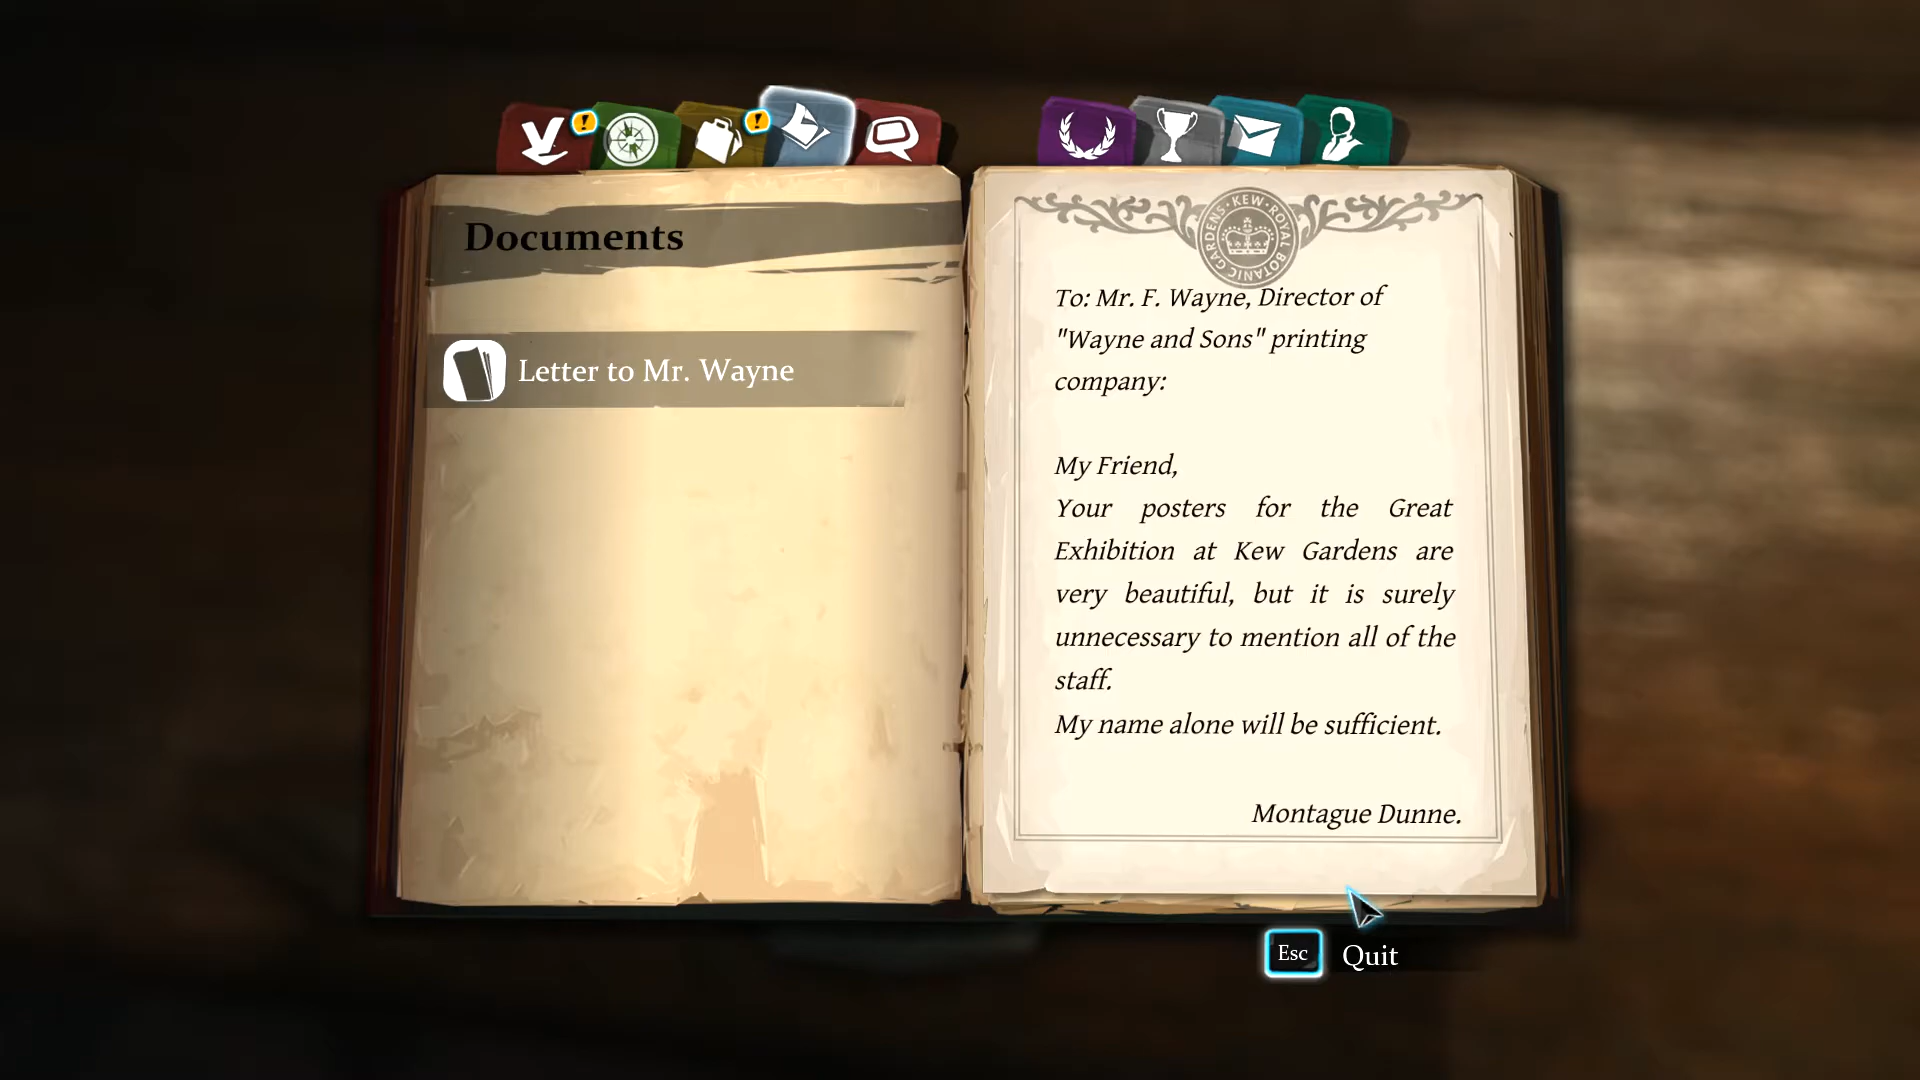 Documents
Letter to Mr. Wayne
KEW · ROYAL BOTANIC GARDENS ·
To: Mr. F. Wayne, Director of
"Wayne and Sons" printing
company:
My Friend,
Your posters for the Great
Exhibition at Kew Gardens are
very beautiful, but it is surely
unnecessary to mention all of the
staff.
My name alone will be sufficient.
Montague Dunne.
Esc Quit